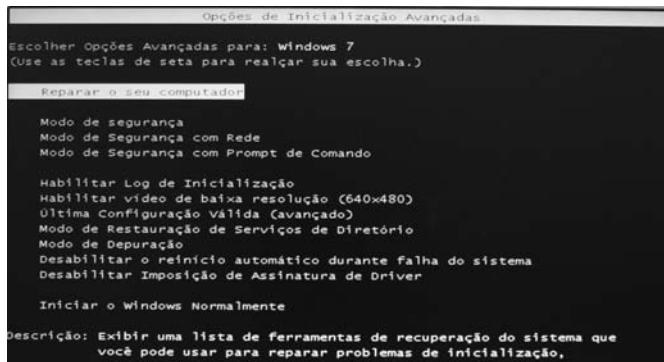 Opções de Inicialização Avançadas
Escolher Opções Avançadas para: Windows 7
(Use as teclas de seta para realçar sua escolha.)
Reparar o seu computador
Modo de segurança
Modo de Segurança com Rede
Modo de Segurança com Prompt de Comando
Habilitar Log de Inicialização
Habilitar vídeo de baixa resolução (640x480)
Última Configuração Válida (avançado)
Modo de Restauração de Serviços de Diretório
Modo de Depuração
Desabilitar o reinício automático durante falha do sistema
Desabilitar Imposição de Assinatura de Driver
Iniciar o Windows Normalmente
Descrição: Exibir uma lista de ferramentas de recuperação do sistema que
você pode usar para reparar problemas de inicialização,